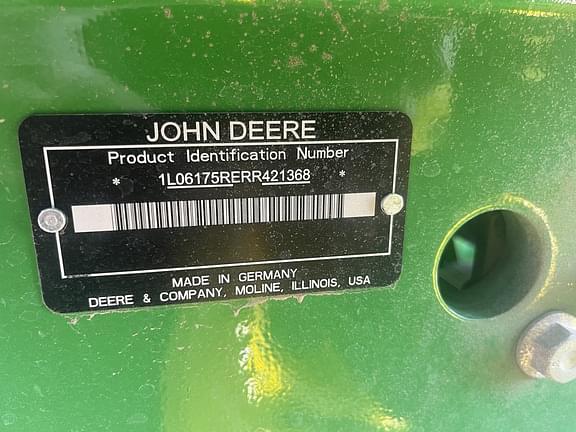 JOHN DEERE
Product Identification Number
* 1L06175RERR421368 *
MADE IN GERMANY
DEERE & COMPANY, MOLINE, ILLINOIS, USA